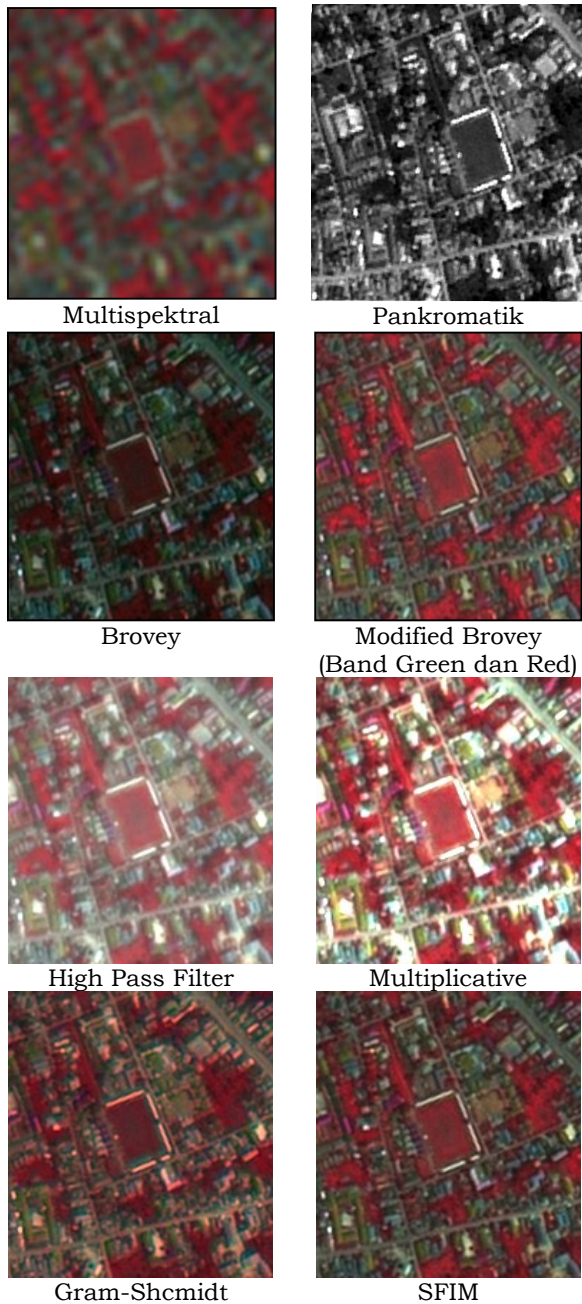 Multispektral
Pankromatik
Brovey
Modified Brovey
(Band Green dan Red)
High Pass Filter
Multiplicative
Gram-Shcmidt
SFIM